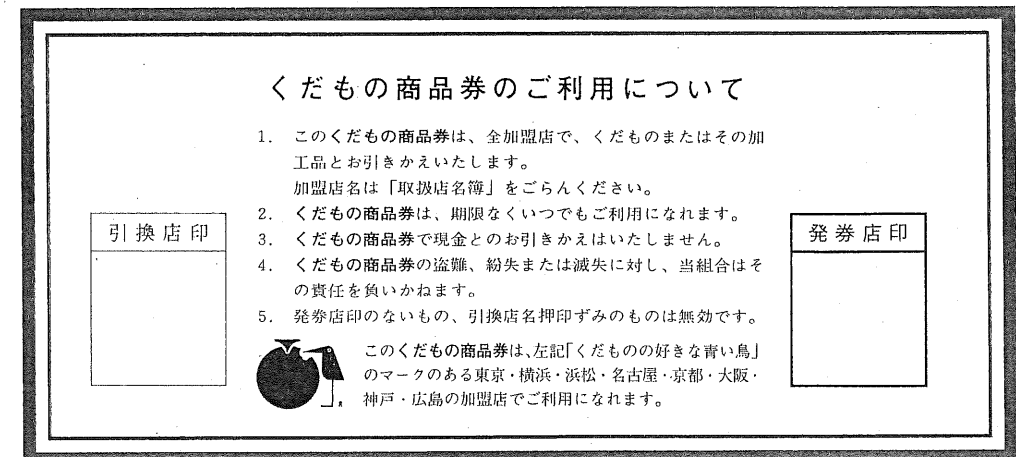 くだもの商品券のご利用について
1. このくだもの商品券は、全加盟店で、くだものまたはその加
工品とお引きかえいたします。
加盟店名は「取扱店名簿」をごらんください。
2. くだもの商品券は、期限なくいつでもご利用になれます。
3. くだもの商品券で現金とのお引きかえはいたしません。
4. くだもの商品券の盗難、紛失または滅失に対し、当組合はそ
の責任を負いかねます。
5. 発券店印のないもの、引換店名押印ずみのものは無効です。
このくだもの商品券は、左記「くだものの好きな青い鳥」
のマークのある東京・横浜・浜松・名古屋・京都・大阪・
神戸・広島の加盟店でご利用になれます。
引換店印
発券店印